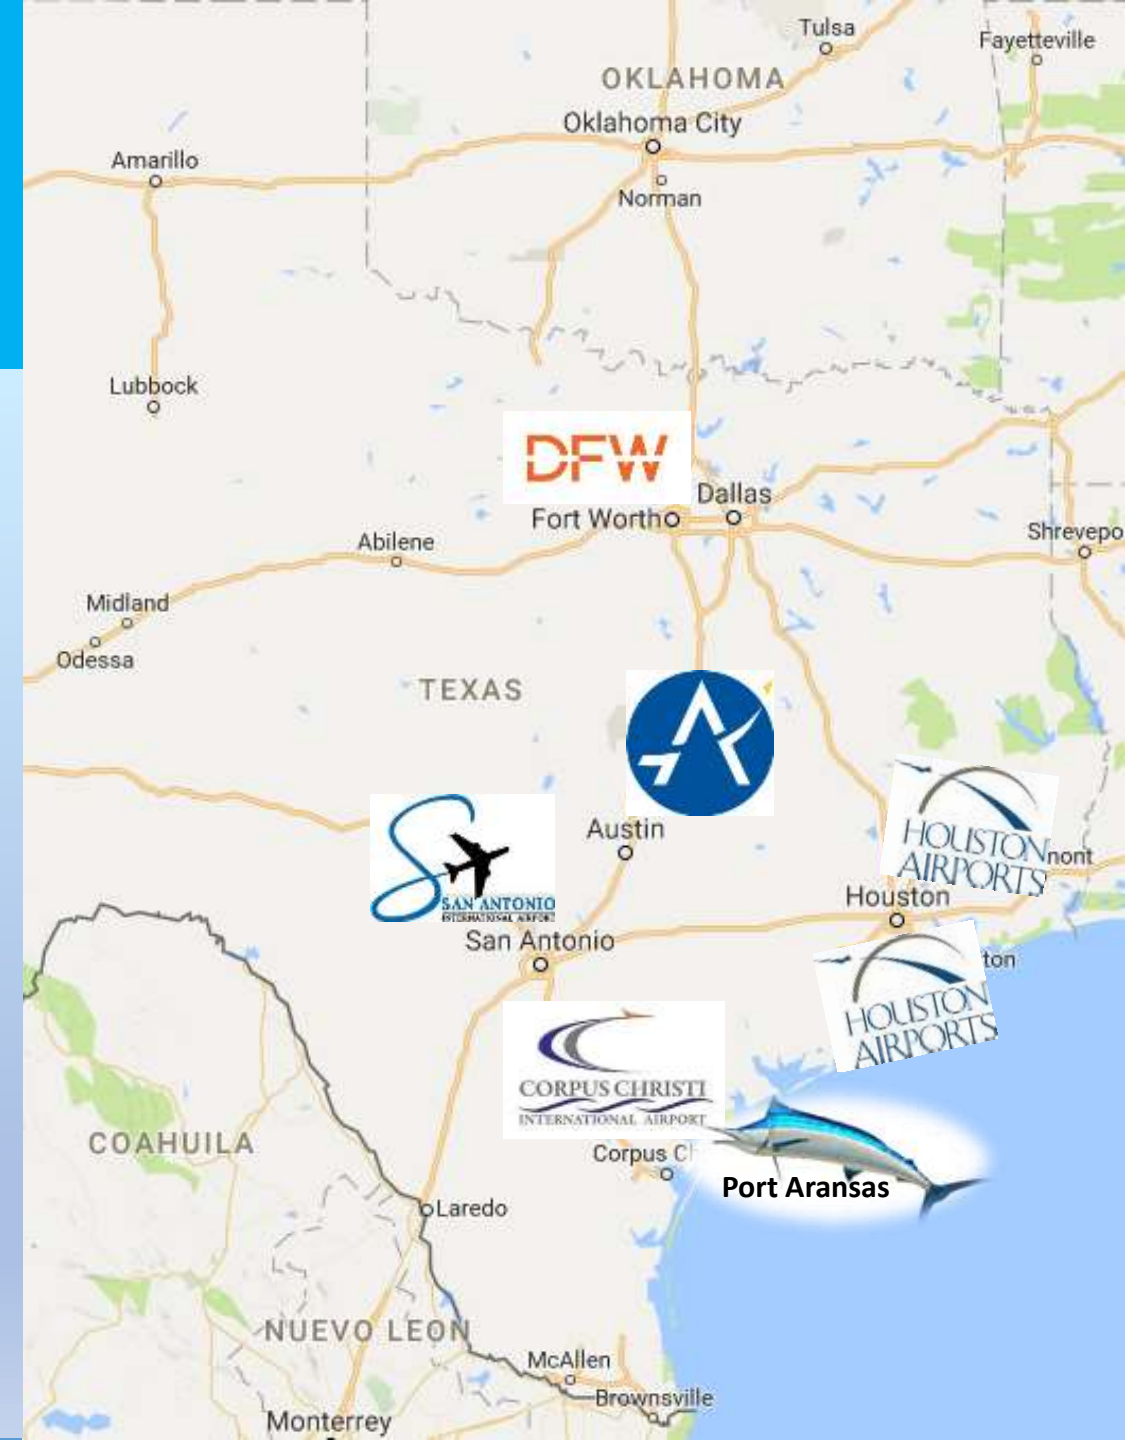 Tulsa
Fayetteville
OKLAHOMA
Oklahoma City
Amarillo
Norman
Lubbock
DFW
Dallas
Fort Worth
Shrevepo
Abilene
Midland
Odessa
TEXAS
Austin
HOUSTON
AIRPORTS
nont
SAN ANTONIO
INTERNATIONAL AIRPORT
Houston
San Antonio
ton
HOUSTON
AIRPORTS
CORPUS CHRISTI
INTERNATIONAL AIRPORT
COAHUILA
Corpus C
Port Aransas
Laredo
NUEVO LEON
McAllen
Brownsville
Monterrey